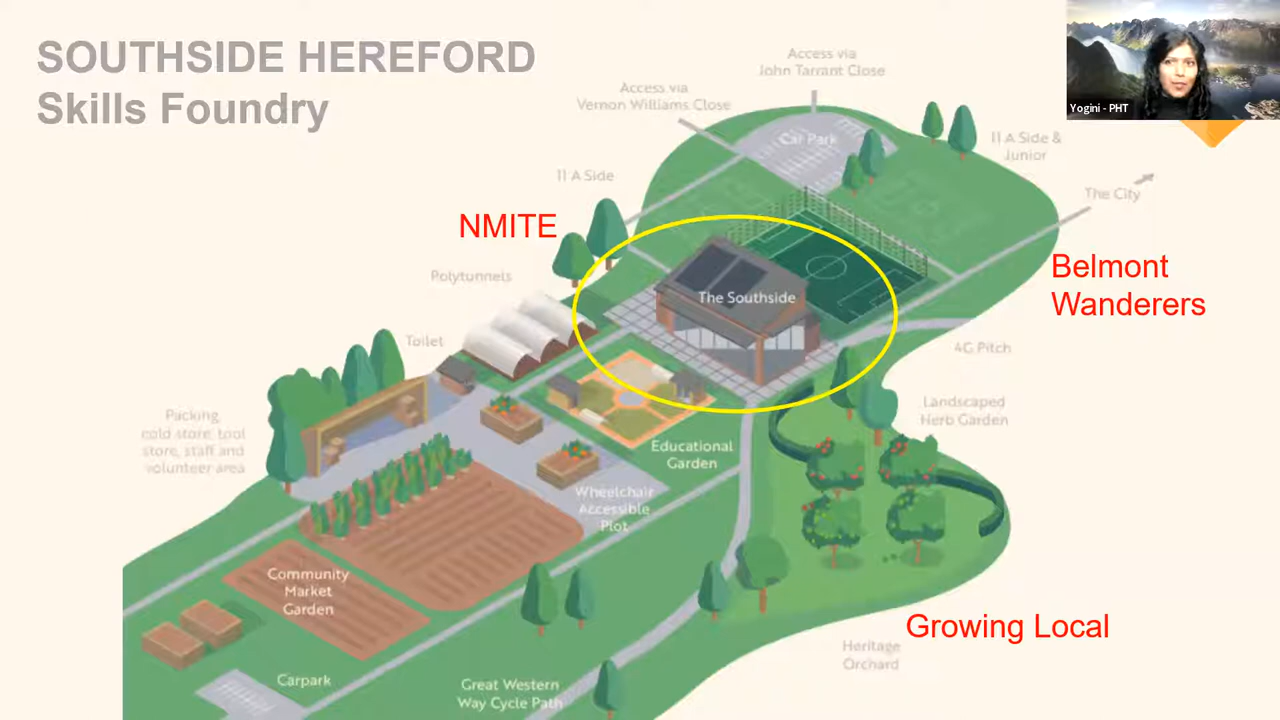 SOUTHSIDE HEREFORD
Skills Foundry
Yogini - PHT
Access via
John Tarrant Close
Access via
Vernon Williams Close
Car Park
11 A Side &
Junior
11 A Side
The City
NMITE
Belmont
Wanderers
Polytunnels
The Southside
Toilet
4G Pitch
Packing,
cold store, tool
store, staff and
volunteer area
Landscaped
Herb Garden
Educational
Garden
Wheelchair
Accessible
Plot
Community
Market
Garden
Growing Local
Heritage
Orchard
Carpark
Great Western
Way Cycle Path